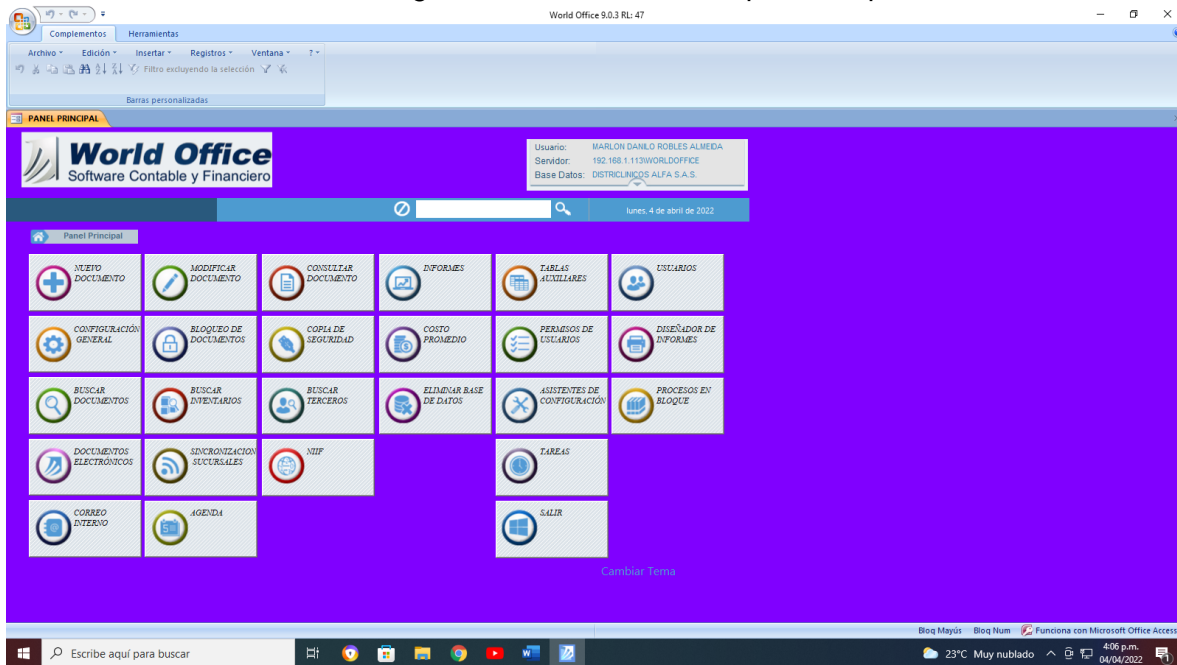 World Office 9.0.3 RL: 47
Complementos Herramientas
Archivo Edición Insertar Registros Ventana ?
Filtro excluyendo la selección
Barras personalizadas
PANEL PRINCIPAL
World Office
Software Contable y Financiero
Usuario: MARLON DANILO ROBLES ALMEIDA
Servidor: 192.168.1.113\WORLDOFFICE
Base Datos: DISTRICLINICOS ALFA S.A.S.
lunes, 4 de abril de 2022
Panel Principal
NUEVO DOCUMENTO
MODIFICAR DOCUMENTO
CONSULTAR DOCUMENTO
INFORMES
TABLAS AUXILIARES
USUARIOS
CONFIGURACIÓN GENERAL
BLOQUEO DE DOCUMENTOS
COPIA DE SEGURIDAD
COSTO PROMEDIO
PERMISOS DE USUARIOS
DISEÑADOR DE INFORMES
BUSCAR DOCUMENTOS
BUSCAR INVENTARIOS
BUSCAR TERCEROS
ELIMINAR BASE DE DATOS
ASISTENTES DE CONFIGURACIÓN
PROCESOS EN BLOQUE
DOCUMENTOS ELECTRÓNICOS
SINCRONIZACION SUCURSALES
NIIF
TAREAS
CORREO INTERNO
AGENDA
SALIR
Cambiar Tema
Bloq Mayús Bloq Num Funciona con Microsoft Office Access
Escribe aquí para buscar
23°C Muy nublado
4:06 p.m.
04/04/2022